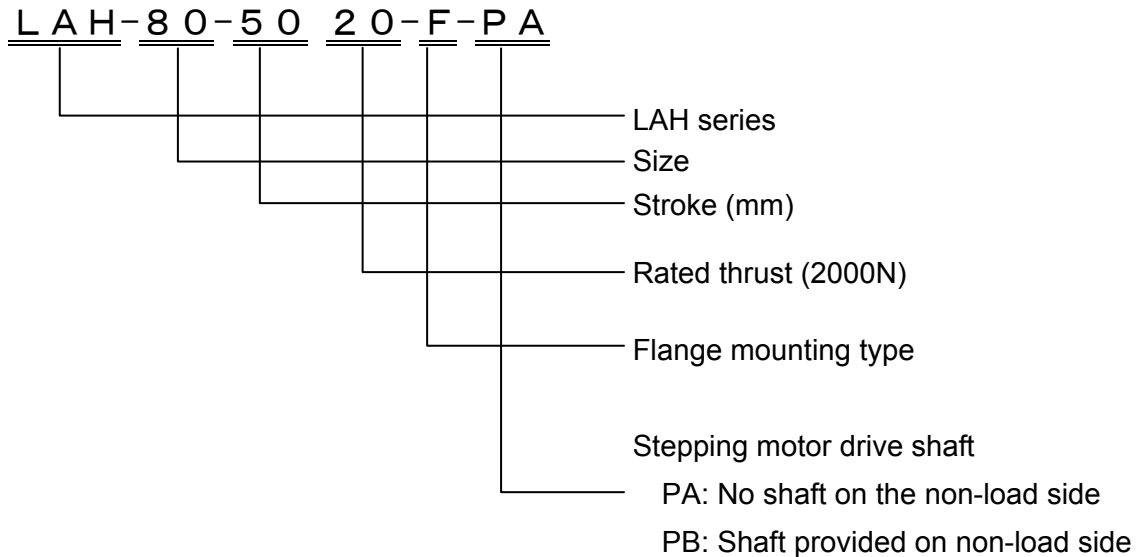 LAH-80-50 20-F-PA
LAH series
Size
Stroke (mm)
Rated thrust (2000N)
Flange mounting type
Stepping motor drive shaft
PA: No shaft on the non-load side
PB: Shaft provided on non-load side